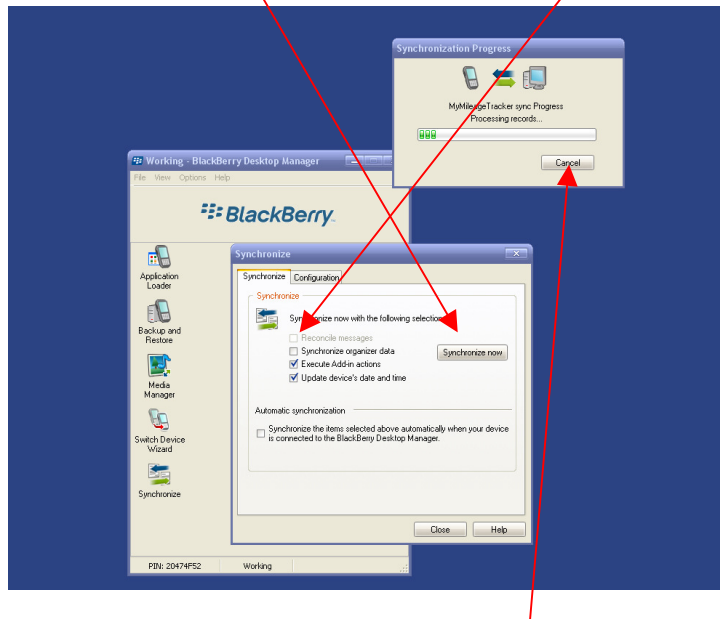 Synchronization Progress
MyMileageTracker sync Progress
Processing records...
Cancel
Working - BlackBerry Desktop Manager
File View Options Help
BlackBerry
Application
Loader
Backup and
Restore
Media
Manager
Switch Device
Wizard
Synchronize
Synchronize
Synchronize Configuration
Synchronize
Synchronize now with the following selections
Reconcile messages
Synchronize organizer data
Synchronize now
Execute Add-in actions
Update device's date and time
Automatic synchronization
Synchronize the items selected above automatically when your device
is connected to the BlackBerry Desktop Manager.
Close Help
PIN: 20474F52 Working